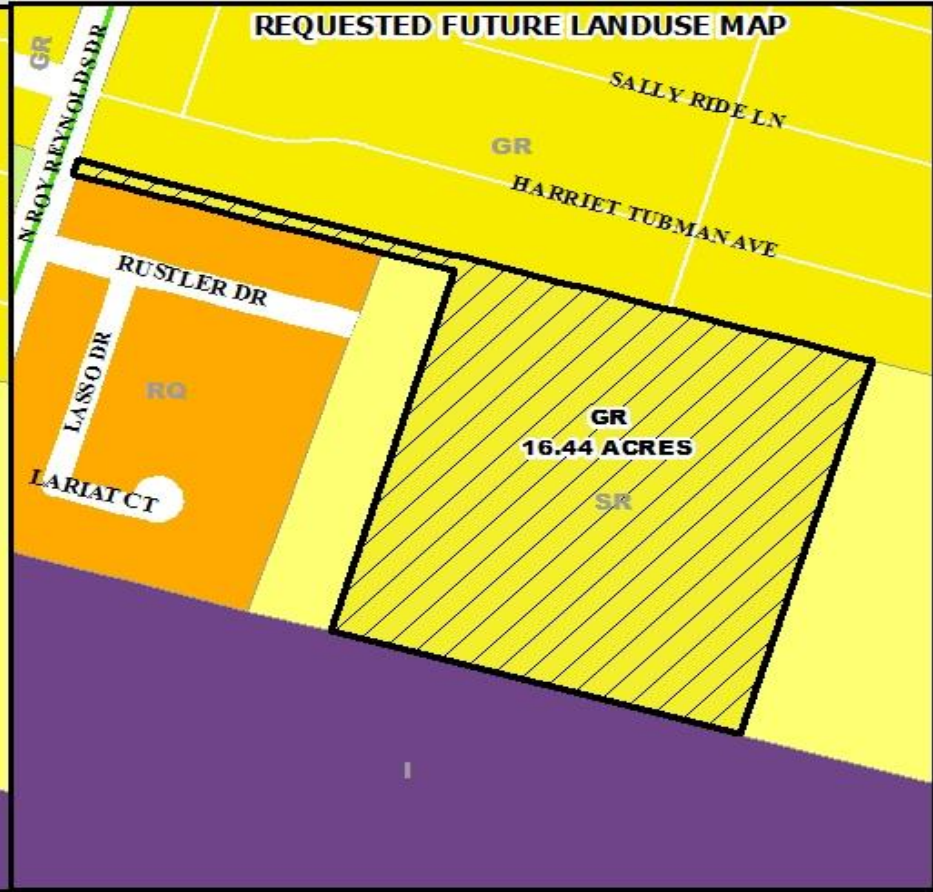 REQUESTED FUTURE LANDUSE MAP
GR
N ROY REYNOLDS DR
SALLY RIDE LN
GR
HARRIET TUBMAN AVE
RUSTLER DR
LASSO DR
RQ
LARIAT CT
GR
16.44 ACRES
SR
I